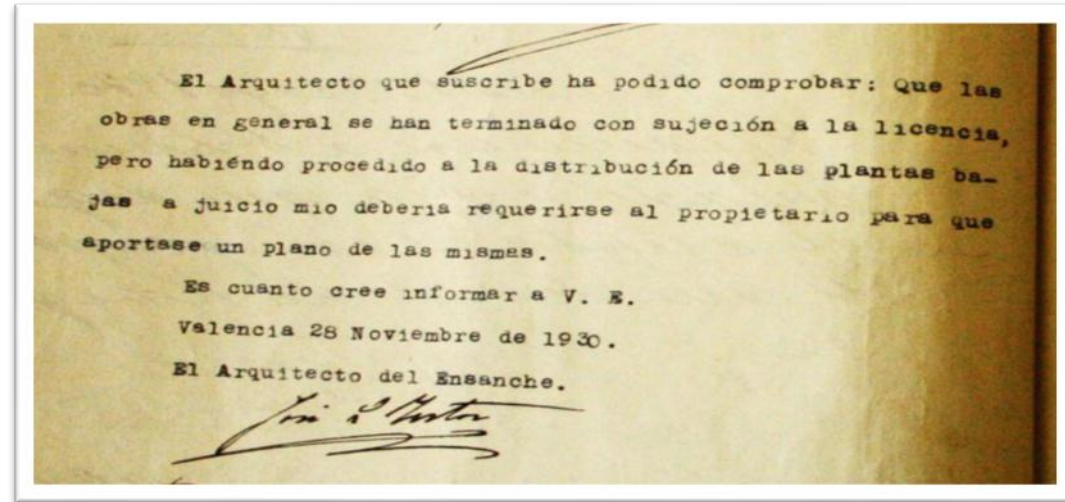 El Arquitecto que suscribe ha podido comprobar: Que las
obras en general se han terminado con sujeción a la licencia,
pero habiéndo procedido a la distribución de las plantas ba-
jas a juicio mio deberia requerirse al propietario para que
aportase un plano de las mismas.
Es cuanto cree informar a V. E.
Valencia 28 Noviembre de 1930.
El Arquitecto del Ensanche.
José